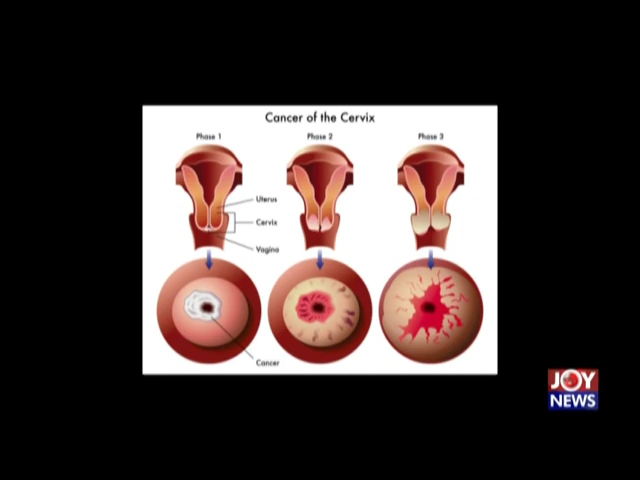 Cancer of the Cervix
Phase 1
Phase 2
Phase 3
Uterus
Cervix
Vagina
Cancer
JOY
NEWS